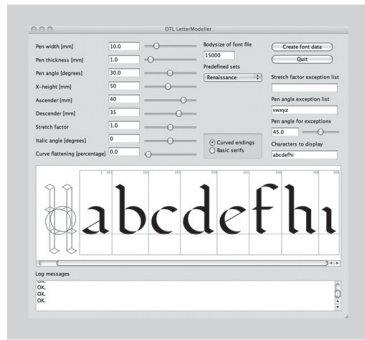 DTL LetterModeller
Pen width [mm] 10.0
Pen thickness [mm] 1.0
Pen angle [degrees] 30.0
X-height [mm] 50
Ascender [mm] 40
Descender [mm] 35
Stretch factor 1.0
Italic angle [degrees] 0
Curve flattening [percentage] 0.0
Bodysize of font file
15000
Predefined sets
Renaissance
Curved endings
Basic serifs
Create font data
Quit
Stretch factor exception list
Pen angle exception list
vwxyz
Pen angle for exceptions
45.0
Characters to display
abcdefhı
abcdefhı
Log messages
OK.
OK.
OK.
OK.